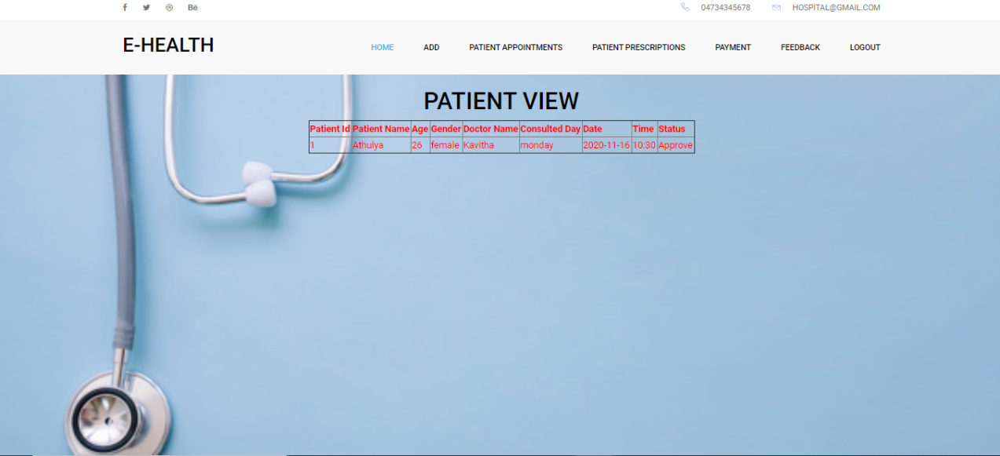 04734345678 HOSPITAL@GMAIL.COM
E-HEALTH
HOME ADD PATIENT APPOINTMENTS PATIENT PRESCRIPTIONS PAYMENT FEEDBACK LOGOUT
PATIENT VIEW
Patient Id Patient Name Age Gender Doctor Name Consulted Day Date Time Status
1 Athulya 26 female Kavitha monday 2020-11-16 10:30 Approve